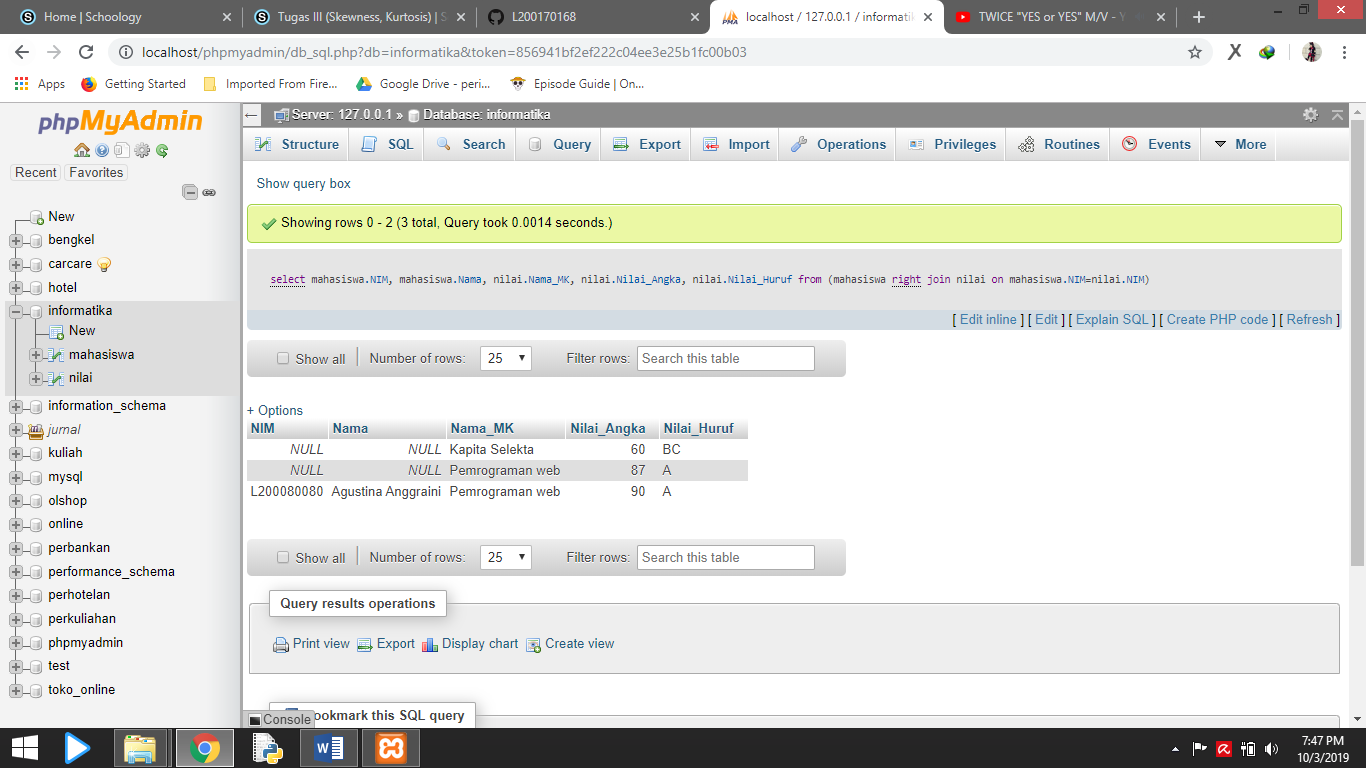 Home | Schoology
Tugas III (Skewness, Kurtosis) | S
L200170168
localhost / 127.0.0.1 / informati
TWICE "YES or YES" M/V - Y
localhost/phpmyadmin/db_sql.php?db=informatika&token=856941bf2ef222c04ee3e25b1fc00b03
Apps Getting Started Imported From Fire... Google Drive - peri... Episode Guide | On...
phpMyAdmin
Recent Favorites
New
bengkel
carcare
hotel
informatika
New
mahasiswa
nilai
information_schema
jurnal
kuliah
mysql
olshop
online
perbankan
performance_schema
perhotelan
perkuliahan
phpmyadmin
test
toko_online
Server: 127.0.0.1 » Database: informatika
Structure SQL Search Query Export Import Operations Privileges Routines Events More
Show query box
Showing rows 0 - 2 (3 total, Query took 0.0014 seconds.)
select mahasiswa.NIM, mahasiswa.Nama, nilai.Nama_MK, nilai.Nilai_Angka, nilai.Nilai_Huruf from (mahasiswa right join nilai on mahasiswa.NIM=nilai.NIM)
[ Edit inline ] [ Edit ] [ Explain SQL ] [ Create PHP code ] [ Refresh ]
Show all Number of rows: 25 Filter rows: Search this table
+ Options
NIM Nama Nama_MK Nilai_Angka Nilai_Huruf
NULL NULL Kapita Selekta 60 BC
NULL NULL Pemrograman web 87 A
L200080080 Agustina Anggraini Pemrograman web 90 A
Show all Number of rows: 25 Filter rows: Search this table
Query results operations
Print view Export Display chart Create view
ookmark this SQL query
Console
7:47 PM
10/3/2019